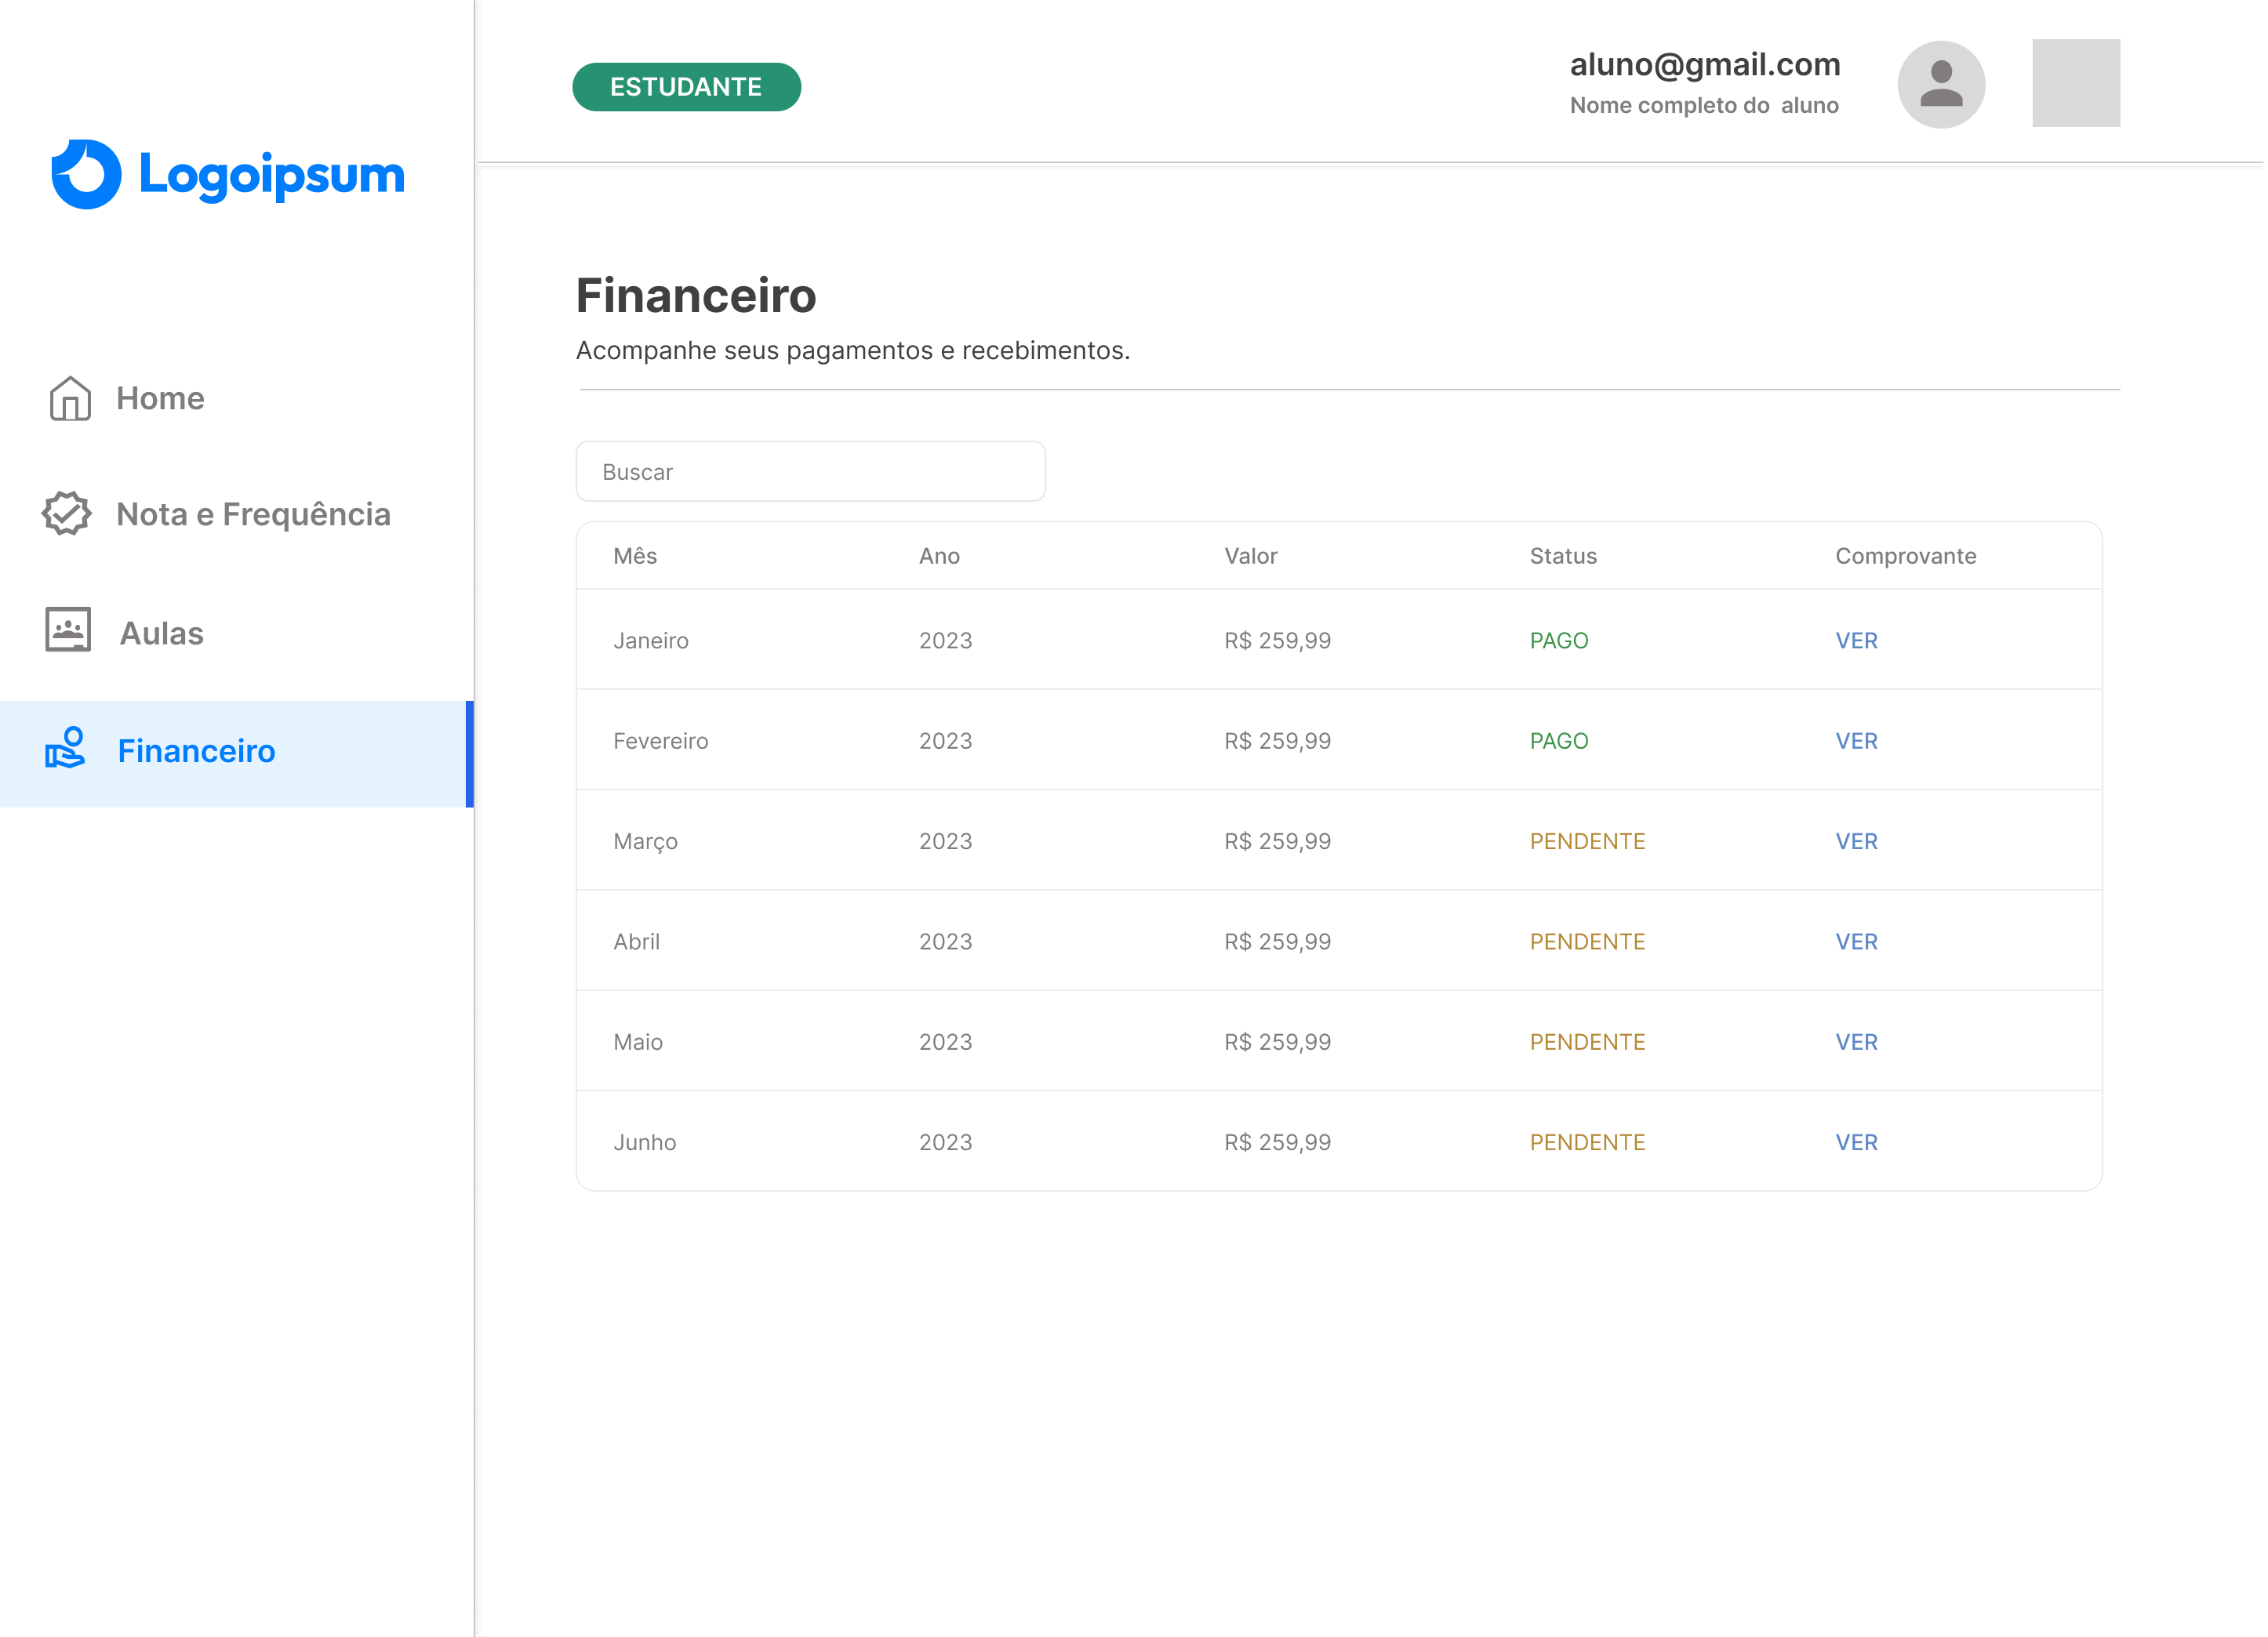 Logoipsum
Home
Nota e Frequência
Aulas
Financeiro
ESTUDANTE
aluno@gmail.com
Nome completo do aluno
Financeiro
Acompanhe seus pagamentos e recebimentos.
Buscar
Mês Ano Valor Status Comprovante
Janeiro 2023 R$ 259,99 PAGO VER
Fevereiro 2023 R$ 259,99 PAGO VER
Março 2023 R$ 259,99 PENDENTE VER
Abril 2023 R$ 259,99 PENDENTE VER
Maio 2023 R$ 259,99 PENDENTE VER
Junho 2023 R$ 259,99 PENDENTE VER